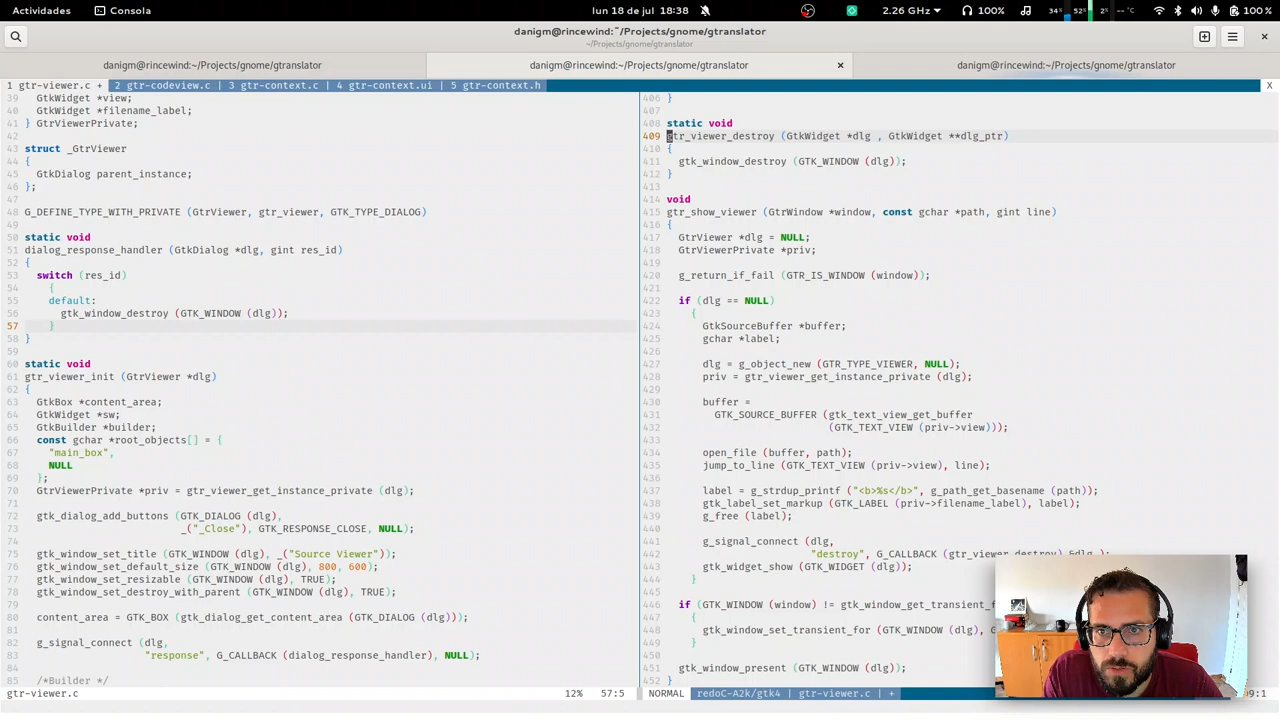 Actividades Consola lun 18 de jul 18:38 2.26 GHz 100% 34% 52% 2% --℃ 100 %
danigm@rincewind:~/Projects/gnome/gtranslator
~/Projects/gnome/gtranslator
danigm@rincewind:~/Projects/gnome/gtranslator danigm@rincewind:~/Projects/gnome/gtranslator × danigm@rincewind:~/Projects/gnome/gtranslator
1 gtr-viewer.c + 2 gtr-codeview.c | 3 gtr-context.c | 4 gtr-context.ui | 5 gtr-context.h X
39 GtkWidget *view;
40 GtkWidget *filename_label;
41 } GtrViewerPrivate;
42
43 struct _GtrViewer
44 {
45 GtkDialog parent_instance;
46 };
47
48 G_DEFINE_TYPE_WITH_PRIVATE (GtrViewer, gtr_viewer, GTK_TYPE_DIALOG)
49
50 static void
51 dialog_response_handler (GtkDialog *dlg, gint res_id)
52 {
53 switch (res_id)
54 {
55 default:
56 gtk_window_destroy (GTK_WINDOW (dlg));
57 }
58 }
59
60 static void
61 gtr_viewer_init (GtrViewer *dlg)
62 {
63 GtkBox *content_area;
64 GtkWidget *sw;
65 GtkBuilder *builder;
66 const gchar *root_objects[] = {
67 "main_box",
68 NULL
69 };
70 GtrViewerPrivate *priv = gtr_viewer_get_instance_private (dlg);
71
72 gtk_dialog_add_buttons (GTK_DIALOG (dlg),
73 _("_Close"), GTK_RESPONSE_CLOSE, NULL);
74
75 gtk_window_set_title (GTK_WINDOW (dlg), _("Source Viewer"));
76 gtk_window_set_default_size (GTK_WINDOW (dlg), 800, 600);
77 gtk_window_set_resizable (GTK_WINDOW (dlg), TRUE);
78 gtk_window_set_destroy_with_parent (GTK_WINDOW (dlg), TRUE);
79
80 content_area = GTK_BOX (gtk_dialog_get_content_area (GTK_DIALOG (dlg)));
81
82 g_signal_connect (dlg,
83 "response", G_CALLBACK (dialog_response_handler), NULL);
84
85 /*Builder */
gtr-viewer.c 12% 57:5
406 }
407
408 static void
409 gtr_viewer_destroy (GtkWidget *dlg , GtkWidget **dlg_ptr)
410 {
411 gtk_window_destroy (GTK_WINDOW (dlg));
412 }
413
414 void
415 gtr_show_viewer (GtrWindow *window, const gchar *path, gint line)
416 {
417 GtrViewer *dlg = NULL;
418 GtrViewerPrivate *priv;
419
420 g_return_if_fail (GTR_IS_WINDOW (window));
421
422 if (dlg == NULL)
423 {
424 GtkSourceBuffer *buffer;
425 gchar *label;
426
427 dlg = g_object_new (GTR_TYPE_VIEWER, NULL);
428 priv = gtr_viewer_get_instance_private (dlg);
429
430 buffer =
431 GTK_SOURCE_BUFFER (gtk_text_view_get_buffer
432 (GTK_TEXT_VIEW (priv->view)));
433
434 open_file (buffer, path);
435 jump_to_line (GTK_TEXT_VIEW (priv->view), line);
436
437 label = g_strdup_printf ("<b>%s</b>", g_path_get_basename (path));
438 gtk_label_set_markup (GTK_LABEL (priv->filename_label), label);
439 g_free (label);
440
441 g_signal_connect (dlg,
442 "destroy", G_CALLBACK (gtr_viewer_destroy)
443 gtk_widget_show (GTK_WIDGET (dlg));
444 }
445
446 if (GTK_WINDOW (window) != gtk_window_get_transient_f
447 {
448 gtk_window_set_transient_for (GTK_WINDOW (dlg),
449 }
450
451 gtk_window_present (GTK_WINDOW (dlg));
452 }
NORMAL redoC-A2k/gtk4 | gtr-viewer.c | + 9:1